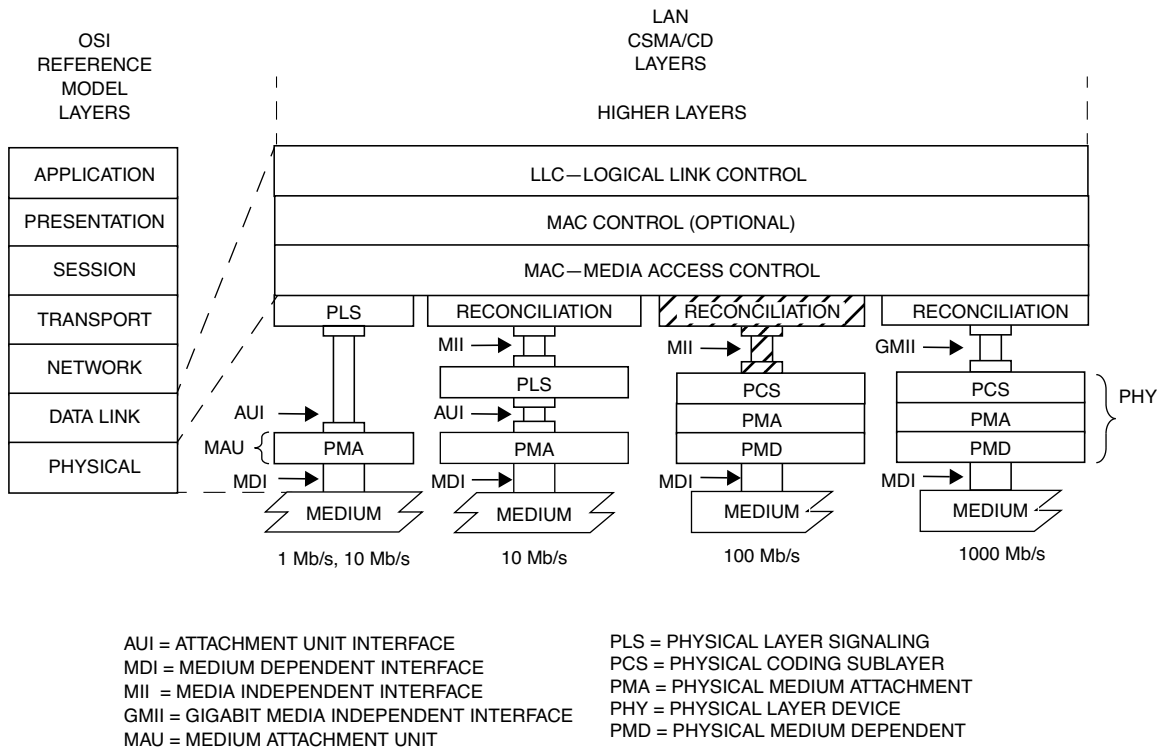 OSI
REFERENCE
MODEL
LAYERS
LAN
CSMA/CD
LAYERS
HIGHER LAYERS
APPLICATION
PRESENTATION
SESSION
TRANSPORT
NETWORK
DATA LINK
PHYSICAL
LLC—LOGICAL LINK CONTROL
MAC CONTROL (OPTIONAL)
MAC—MEDIA ACCESS CONTROL
PLS
AUI
MAU
PMA
MDI
MEDIUM
1 Mb/s, 10 Mb/s
RECONCILIATION
MII
PLS
AUI
PMA
MDI
MEDIUM
10 Mb/s
RECONCILIATION
MII
PCS
PMA
PMD
MDI
MEDIUM
100 Mb/s
RECONCILIATION
GMII
PCS
PMA
PMD
PHY
MDI
MEDIUM
1000 Mb/s
AUI = ATTACHMENT UNIT INTERFACE
MDI = MEDIUM DEPENDENT INTERFACE
MII = MEDIA INDEPENDENT INTERFACE
GMII = GIGABIT MEDIA INDEPENDENT INTERFACE
MAU = MEDIUM ATTACHMENT UNIT
PLS = PHYSICAL LAYER SIGNALING
PCS = PHYSICAL CODING SUBLAYER
PMA = PHYSICAL MEDIUM ATTACHMENT
PHY = PHYSICAL LAYER DEVICE
PMD = PHYSICAL MEDIUM DEPENDENT